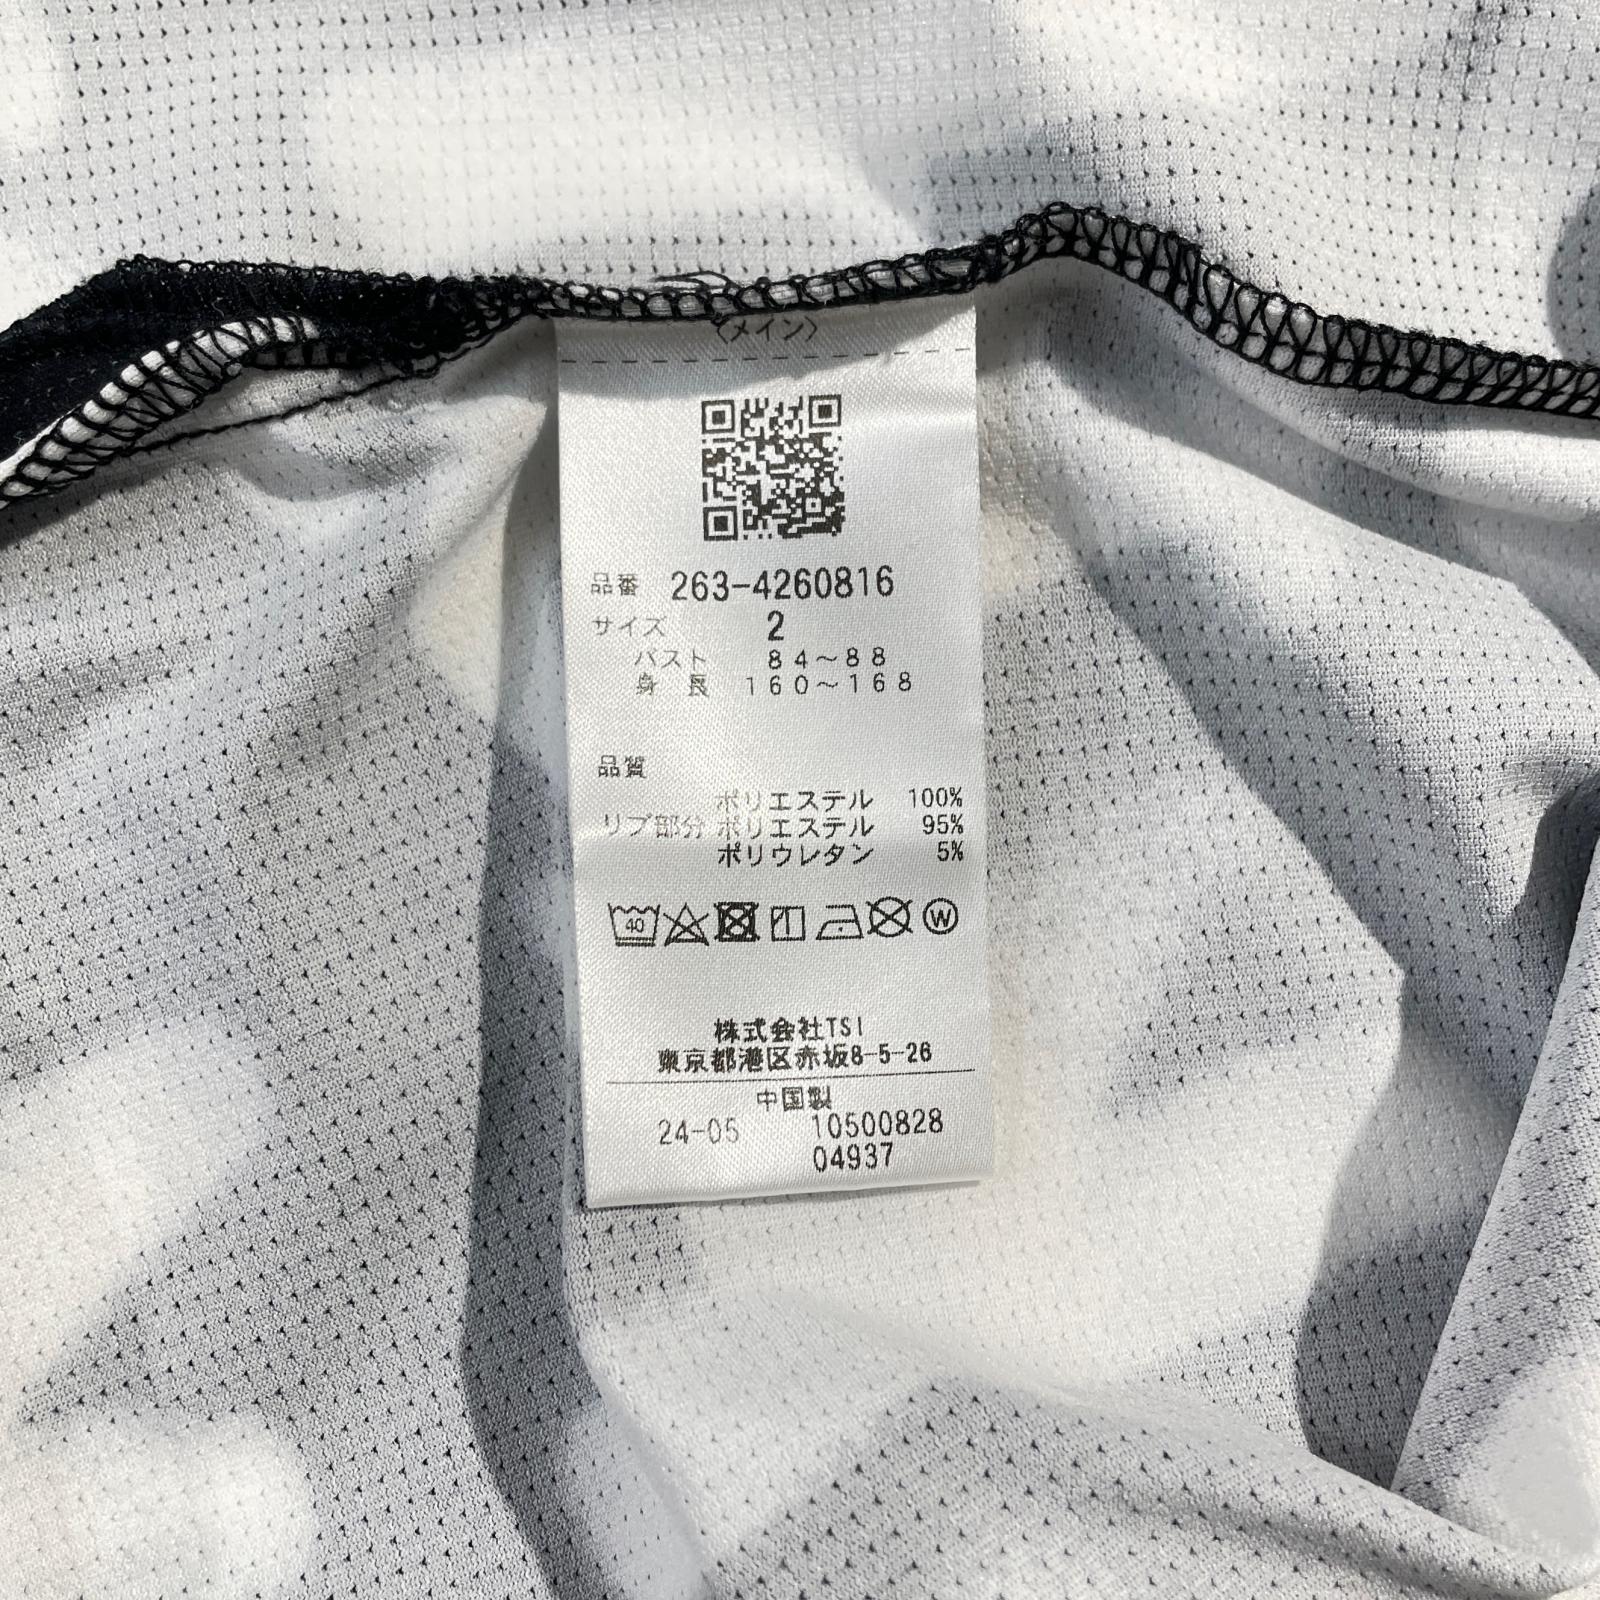 〈メイン〉
品番 263-4260816
サイズ 2
バスト 84~88
身長 160~168
品質
ポリエステル 100%
リブ部分 ポリエステル 95%
ポリウレタン 5%
40
W
株式会社TSI
東京都港区赤坂8-5-26
中国製
24-05 10500828
04937